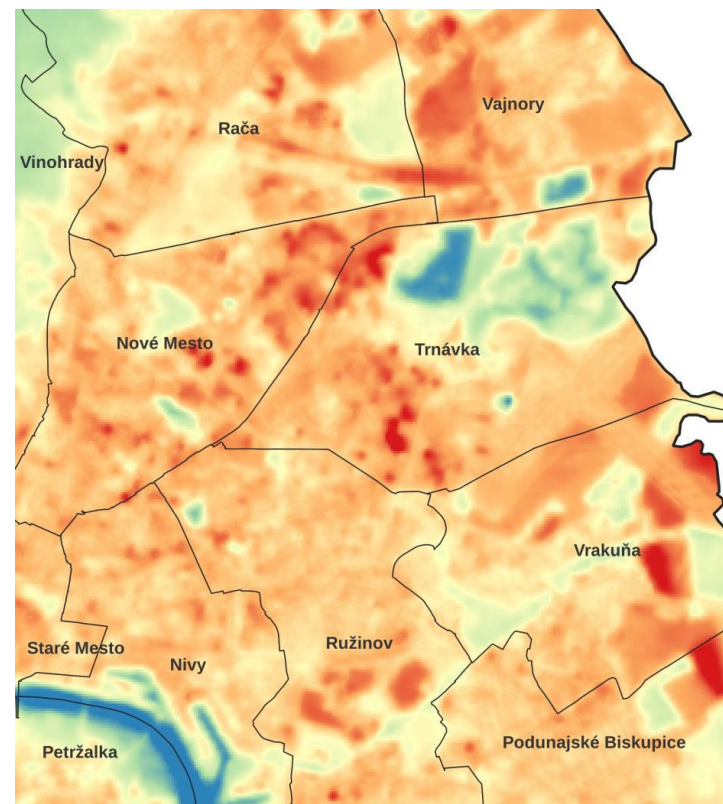 Vajnory
Rača
Vinohrady
Nové Mesto
Trnávka
Vrakuňa
Ružinov
Staré Mesto
Nivy
Podunajské Biskupice
Petržalka